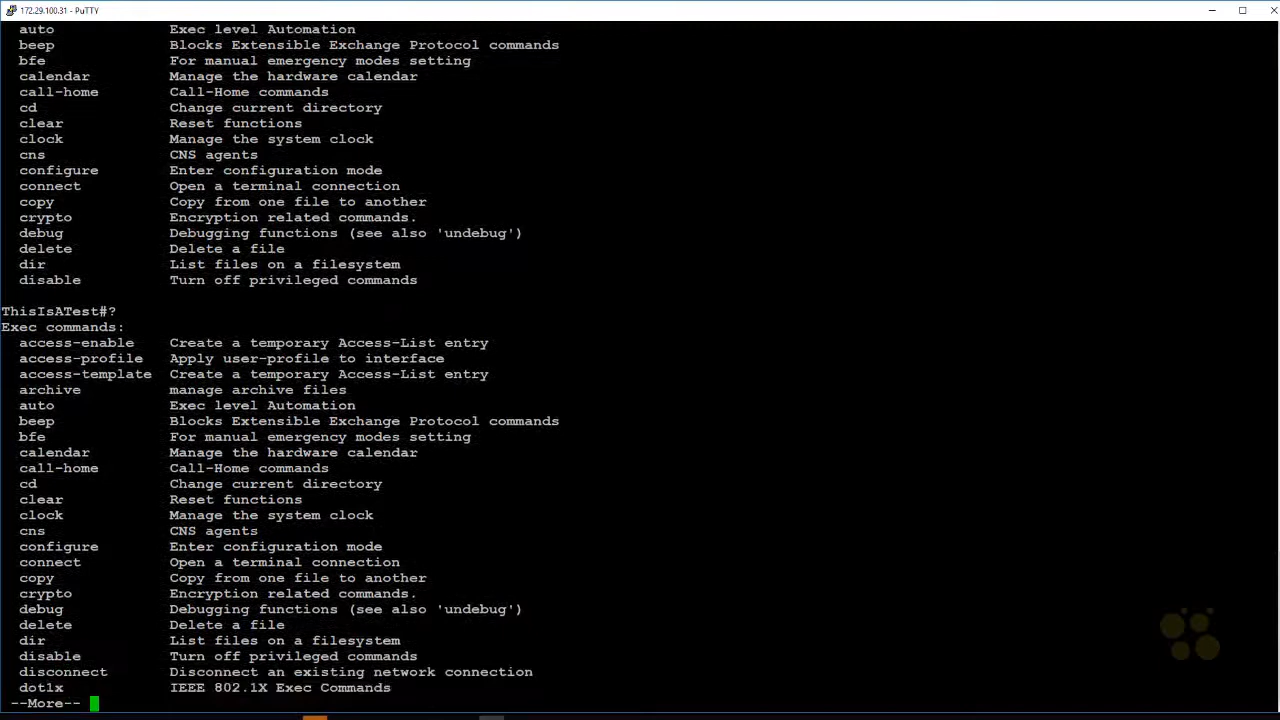 172.29.100.31 - PuTTY
auto Exec level Automation
beep Blocks Extensible Exchange Protocol commands
bfe For manual emergency modes setting
calendar Manage the hardware calendar
call-home Call-Home commands
cd Change current directory
clear Reset functions
clock Manage the system clock
cns CNS agents
configure Enter configuration mode
connect Open a terminal connection
copy Copy from one file to another
crypto Encryption related commands.
debug Debugging functions (see also 'undebug')
delete Delete a file
dir List files on a filesystem
disable Turn off privileged commands
ThisIsATest#?
Exec commands:
access-enable Create a temporary Access-List entry
access-profile Apply user-profile to interface
access-template Create a temporary Access-List entry
archive manage archive files
auto Exec level Automation
beep Blocks Extensible Exchange Protocol commands
bfe For manual emergency modes setting
calendar Manage the hardware calendar
call-home Call-Home commands
cd Change current directory
clear Reset functions
clock Manage the system clock
cns CNS agents
configure Enter configuration mode
connect Open a terminal connection
copy Copy from one file to another
crypto Encryption related commands.
debug Debugging functions (see also 'undebug')
delete Delete a file
dir List files on a filesystem
disable Turn off privileged commands
disconnect Disconnect an existing network connection
dot1x IEEE 802.1X Exec Commands
--More--